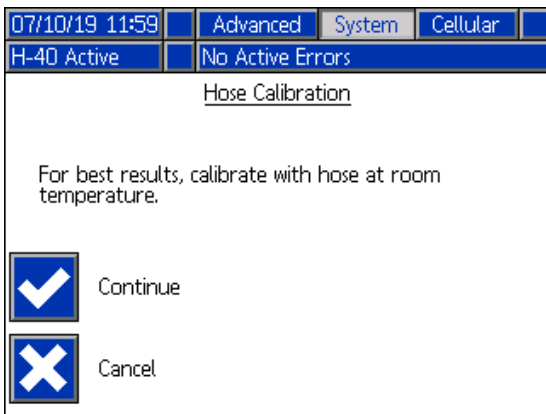 07/10/19 11:59 Advanced System Cellular
H-40 Active No Active Errors
Hose Calibration
For best results, calibrate with hose at room
temperature.
Continue
Cancel